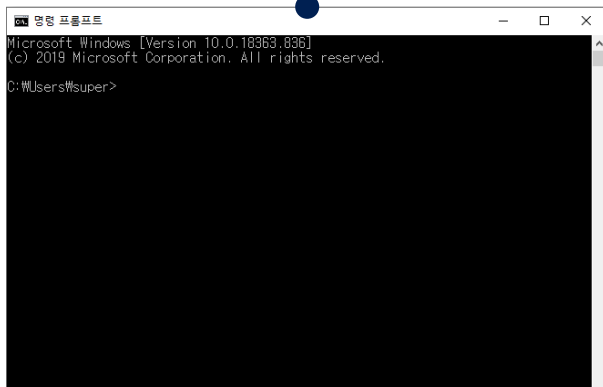 명령 프롬프트
Microsoft Windows [Version 10.0.18363.836]
(c) 2019 Microsoft Corporation. All rights reserved.
C:₩Users₩super>